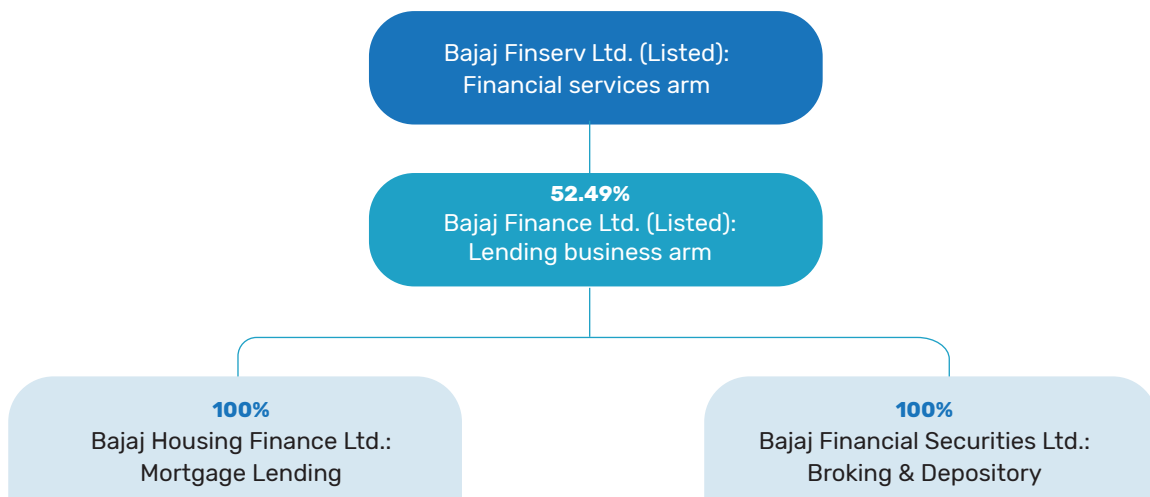 Bajaj Finserv Ltd. (Listed):
Financial services arm
52.49%
Bajaj Finance Ltd. (Listed):
Lending business arm
100%
Bajaj Housing Finance Ltd.:
Mortgage Lending
100%
Bajaj Financial Securities Ltd.:
Broking & Depository